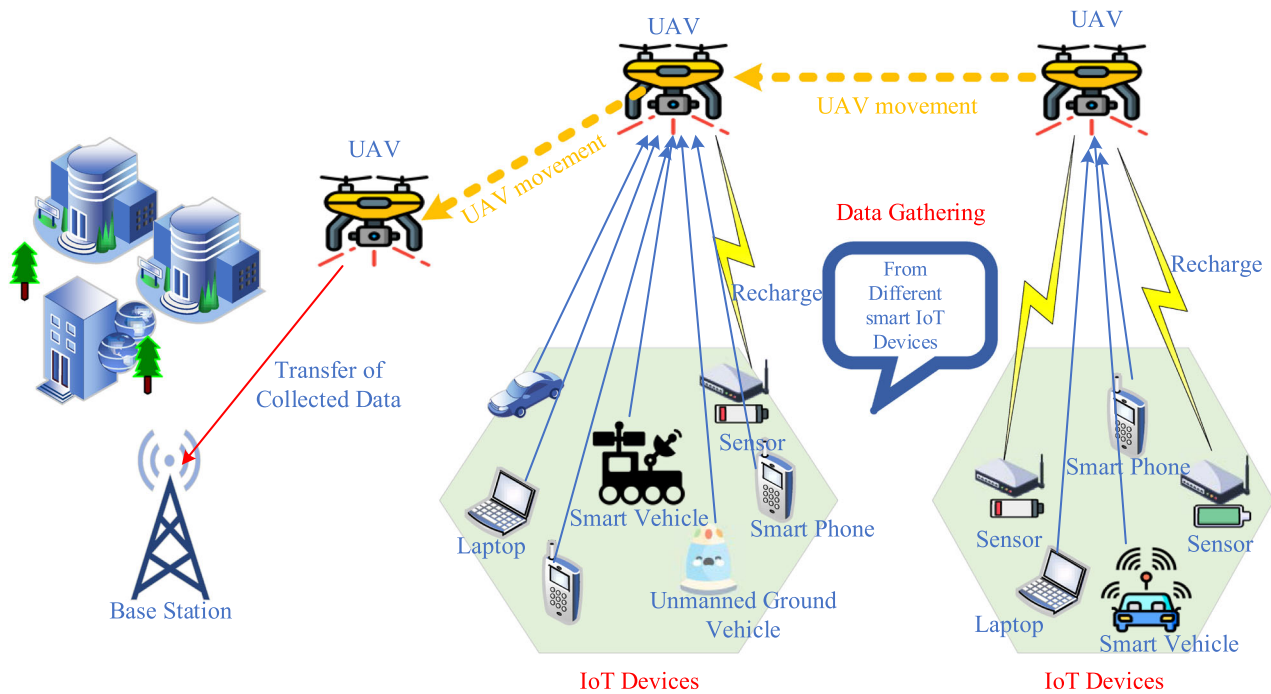 UAV
UAV
UAV
UAV movement
UAV movement
Data Gathering
From
Different
smart IoT
Devices
Recharge
Recharge
Transfer of
Collected Data
Base Station
Sensor
Smart Vehicle
Smart Phone
Laptop
Unmanned Ground
Vehicle
IoT Devices
Smart Phone
Sensor
Sensor
Laptop
Smart Vehicle
IoT Devices